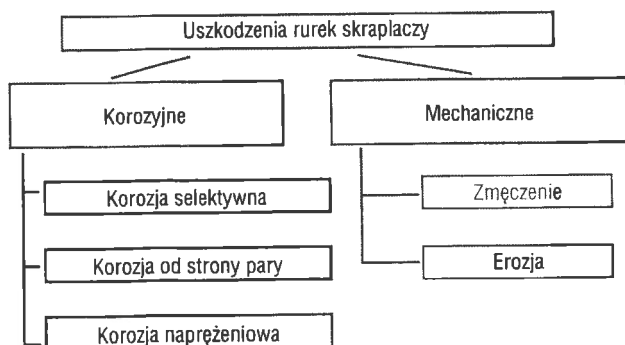 Uszkodzenia rurek skraplaczy
Korozyjne
Mechaniczne
Korozja selektywna
Zmęczenie
Korozja od strony pary
Erozja
Korozja naprężeniowa